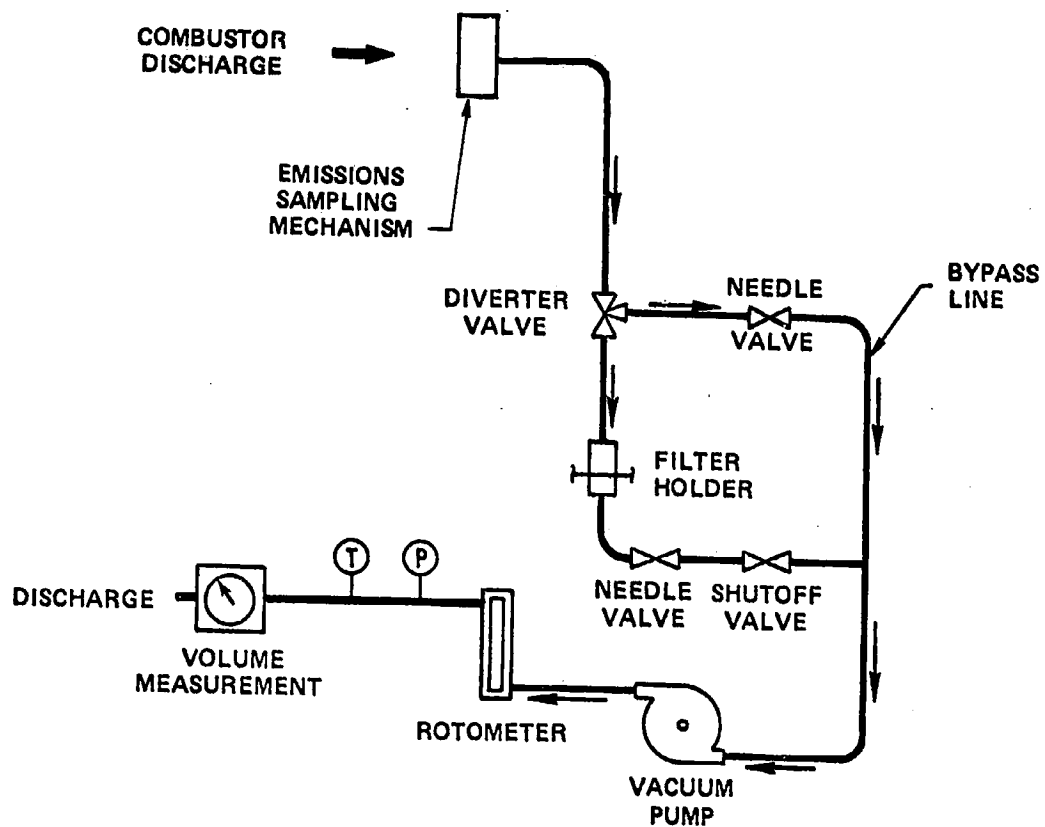 COMBUSTOR
DISCHARGE
EMISSIONS
SAMPLING
MECHANISM
DIVERTER
VALVE
NEEDLE
VALVE
BYPASS
LINE
FILTER
HOLDER
T
P
DISCHARGE
NEEDLE
VALVE
SHUTOFF
VALVE
VOLUME
MEASUREMENT
ROTOMETER
VACUUM
PUMP